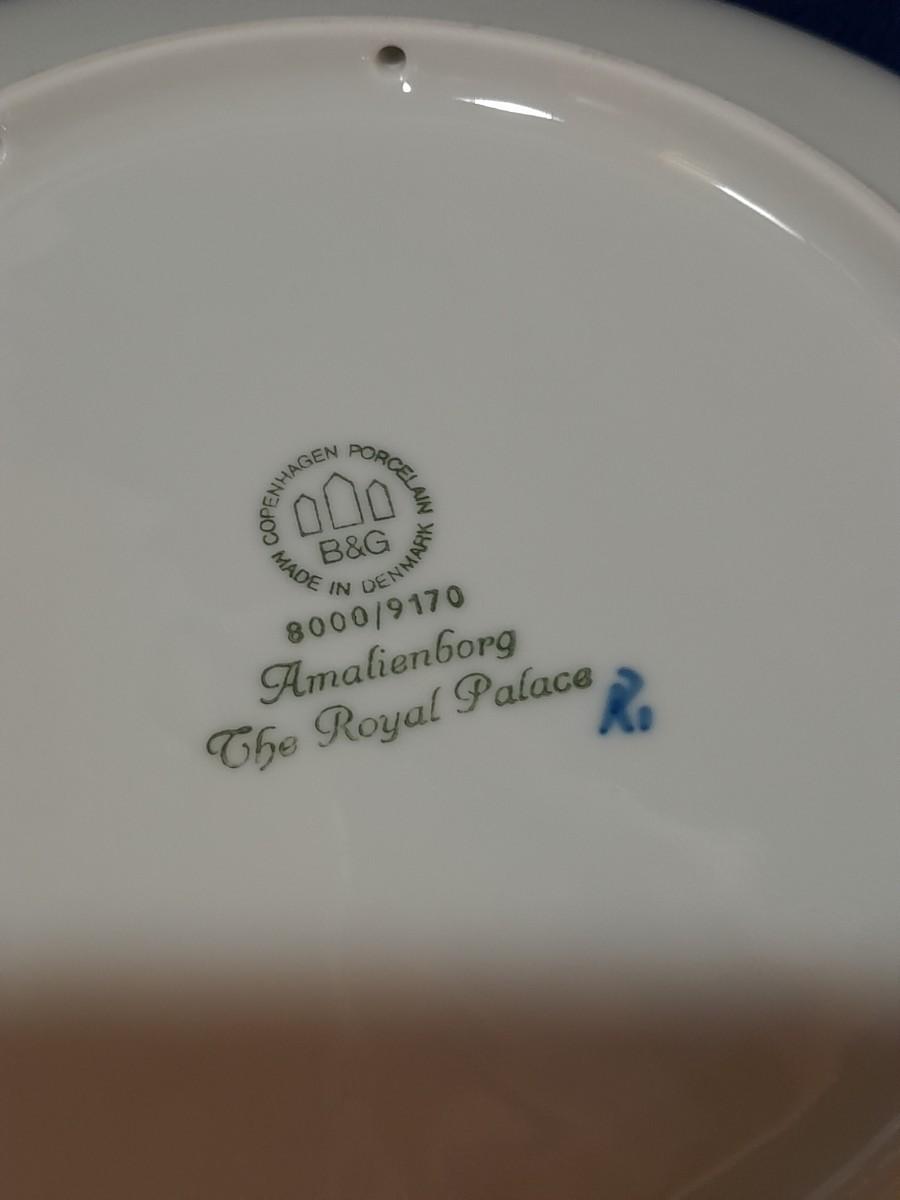 COPENHAGEN PORCELAIN
B&G
MADE IN DENMARK
8000/9170
Amalienborg
The Royal Palace
R.